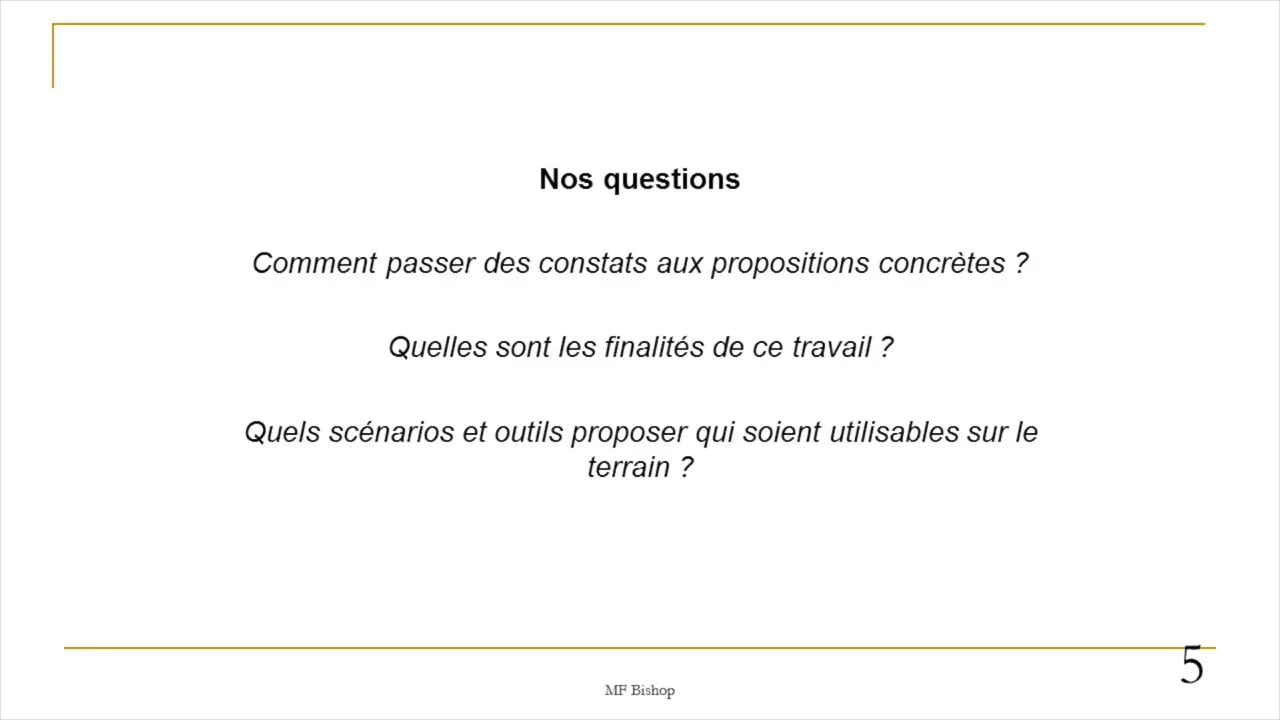 Nos questions
Comment passer des constats aux propositions concrètes ?
Quelles sont les finalités de ce travail ?
Quels scénarios et outils proposer qui soient utilisables sur le
terrain ?
5
MF Bishop